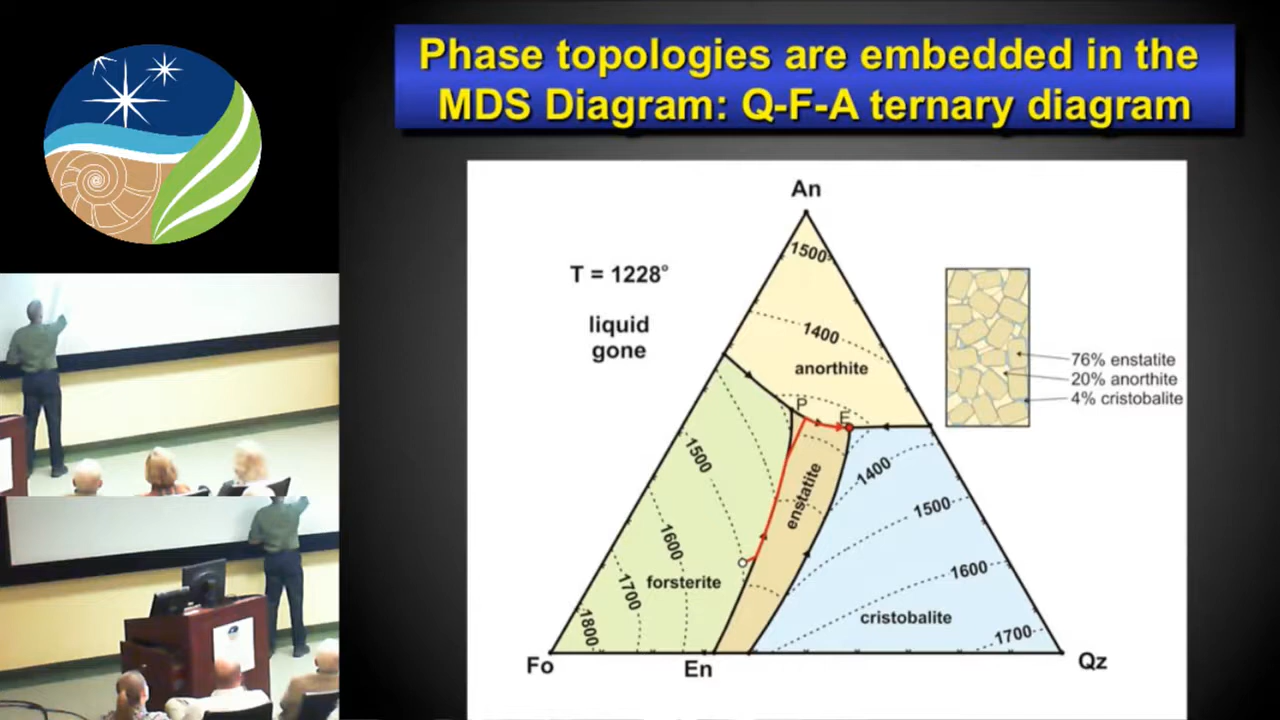 Phase topologies are embedded in the
MDS Diagram: Q-F-A ternary diagram
An
T = 1228°
liquid
gone
1500
1400
anorthite
76% enstatite
20% anorthite
4% cristobalite
P
E
1500
enstatite
1400
1500
1600
1600
forsterite
1700
cristobalite
1800
1700
Fo
En
Qz